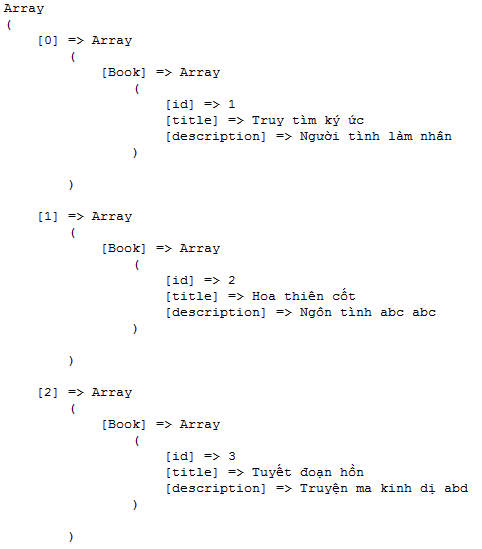 Array
(
    [0] => Array
        (
            [Book] => Array
                (
                    [id] => 1
                    [title] => Truy tìm ký ức
                    [description] => Người tình làm nhân
                )

        )

    [1] => Array
        (
            [Book] => Array
                (
                    [id] => 2
                    [title] => Hoa thiên cốt
                    [description] => Ngôn tình abc abc
                )

        )

    [2] => Array
        (
            [Book] => Array
                (
                    [id] => 3
                    [title] => Tuyết đoạn hồn
                    [description] => Truyện ma kinh dị abd
                )

        )